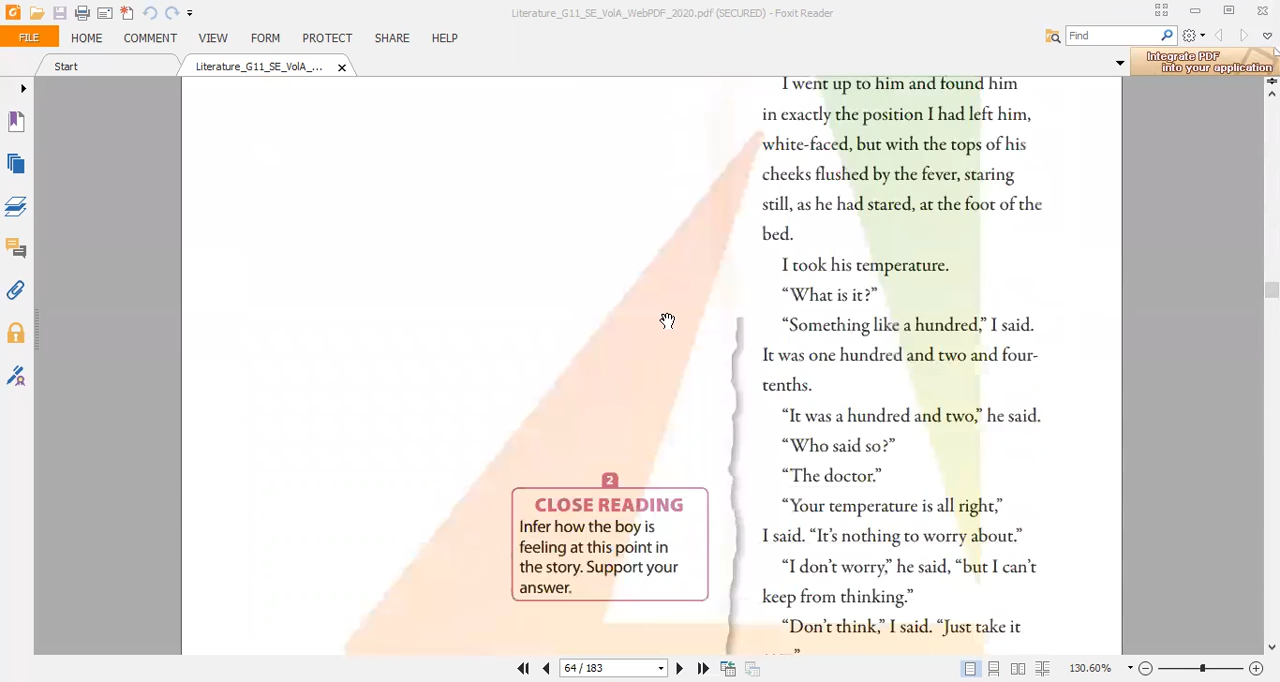 Literature_G11_SE_VolA_WebPDF_2020.pdf (SECURED) - Foxit Reader
FILE HOME COMMENT VIEW FORM PROTECT SHARE HELP
Find
Start Literature_G11_SE_VolA_...
Integrate PDF
into your application
I went up to him and found him
in exactly the position I had left him,
white-faced, but with the tops of his
cheeks flushed by the fever, staring
still, as he had stared, at the foot of the
bed.
I took his temperature.
“What is it?”
“Something like a hundred,” I said.
It was one hundred and two and four-
tenths.
“It was a hundred and two,” he said.
“Who said so?”
“The doctor.”
“Your temperature is all right,”
I said. “It’s nothing to worry about.”
“I don’t worry,” he said, “but I can’t
keep from thinking.”
“Don’t think,” I said. “Just take it
2
CLOSE READING
Infer how the boy is
feeling at this point in
the story. Support your
answer.
64 / 183
130.60%